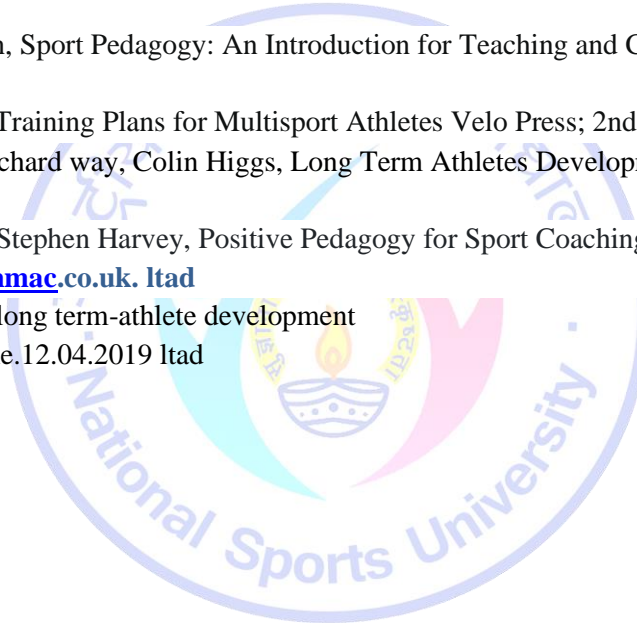 , Sport Pedagogy: An Introduction for Teaching and
Training Plans for Multisport Athletes Velo Press; 2nd
chard way, Colin Higgs, Long Term Athletes Develop
Stephen Harvey, Positive Pedagogy for Sport Coaching
mac.co.uk. ltad
long term-athlete development
e.12.04.2019 ltad
National Sports University